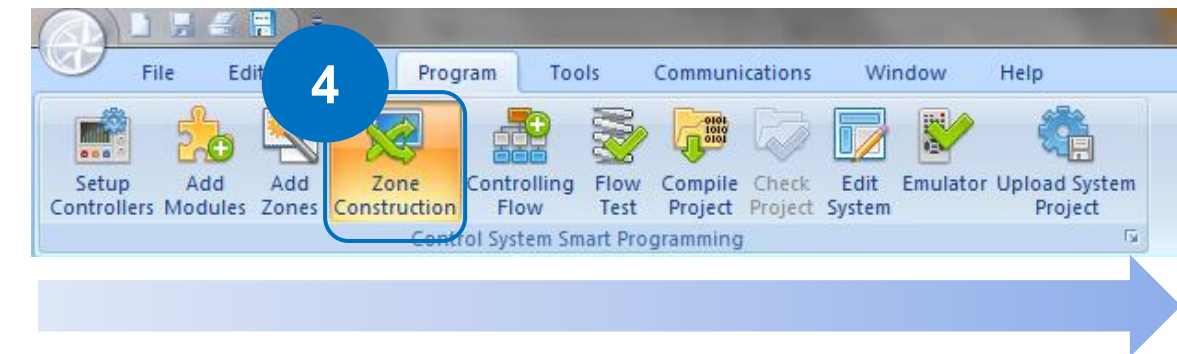 File Edit Program Tools Communications Window Help
4
Setup Controllers
Add Modules
Add Zones
Zone Construction
Controlling Flow
Flow Test
Compile Project
Check Project
Edit System
Emulator
Upload System Project
Control System Smart Programming